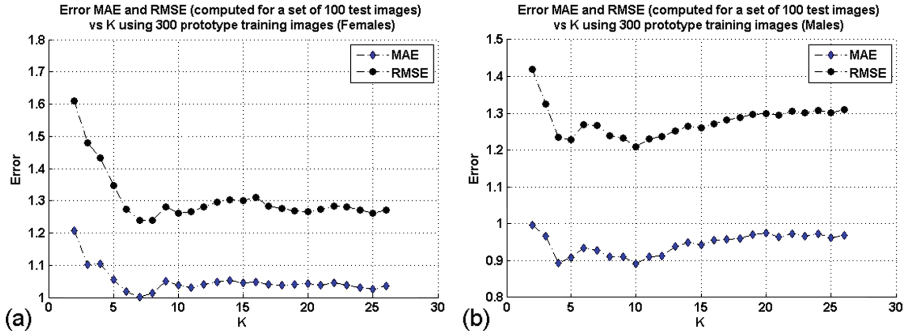 Error MAE and RMSE (computed for a set of 100 test images)
vs K using 300 prototype training images (Females)
1.8
1.7
1.6
1.5
1.4
1.3
1.2
1.1
1
Error
MAE
RMSE
0 5 10 15 20 25 30
K
(a)
Error MAE and RMSE (computed for a set of 100 test images)
vs K using 300 prototype training images (Males)
1.5
1.4
1.3
1.2
1.1
1
0.9
0.8
Error
MAE
RMSE
0 5 10 15 20 25 30
K
(b)